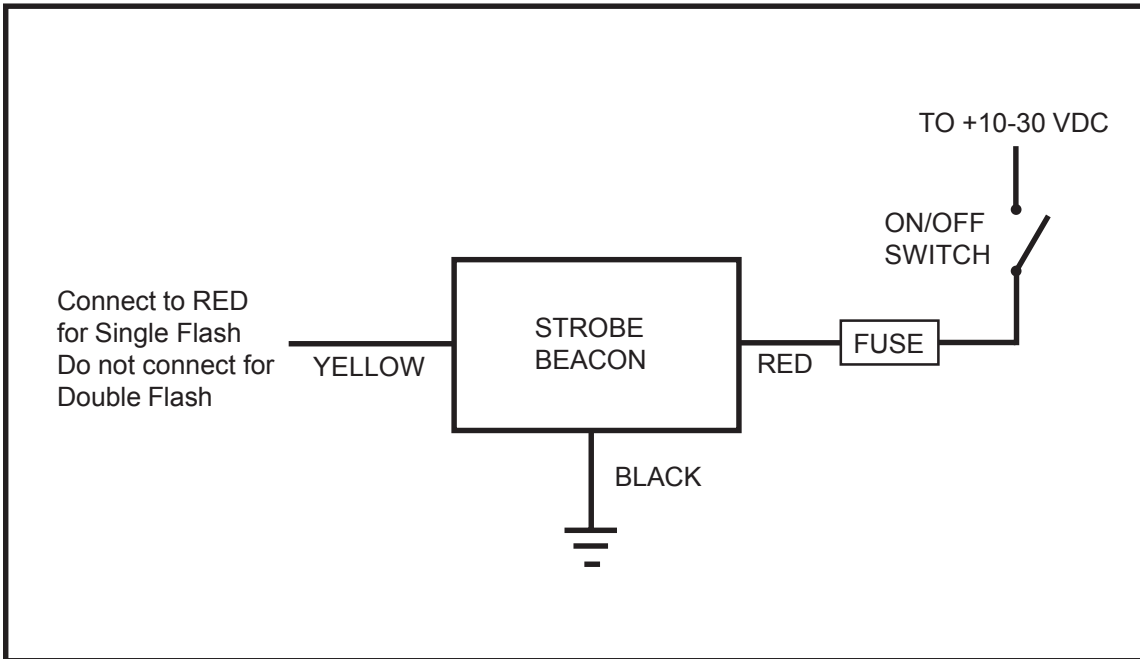 TO +10-30 VDC
ON/OFF
SWITCH
Connect to RED
for Single Flash
Do not connect for
Double Flash
YELLOW
STROBE
BEACON
RED
FUSE
BLACK